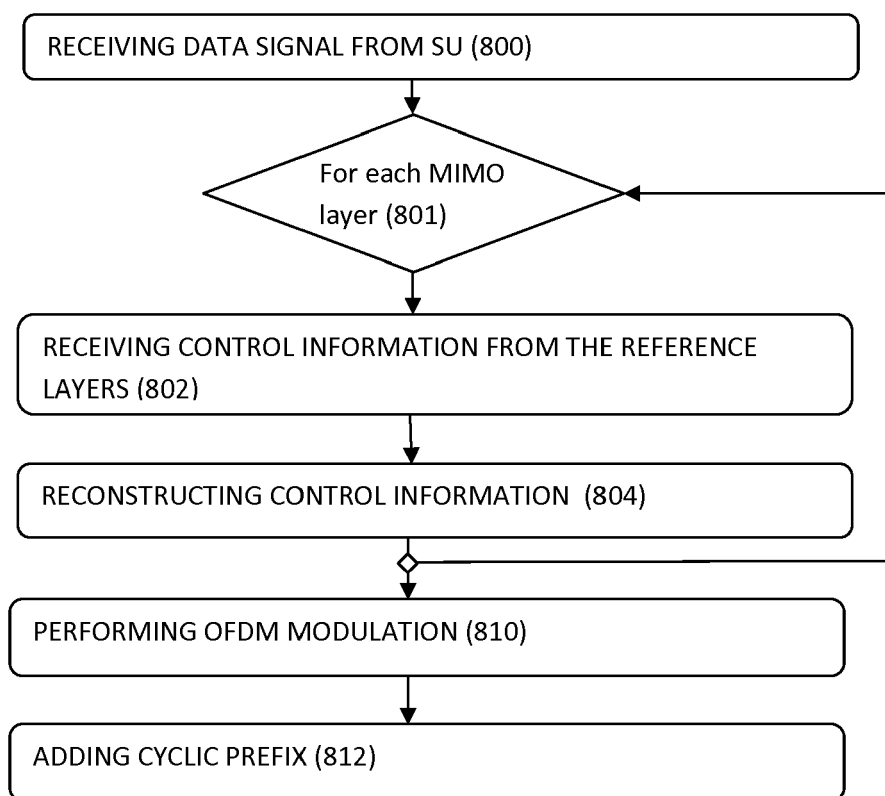 RECEIVING DATA SIGNAL FROM SU (800)
For each MIMO
layer (801)
RECEIVING CONTROL INFORMATION FROM THE REFERENCE
LAYERS (802)
RECONSTRUCTING CONTROL INFORMATION (804)
PERFORMING OFDM MODULATION (810)
ADDING CYCLIC PREFIX (812)